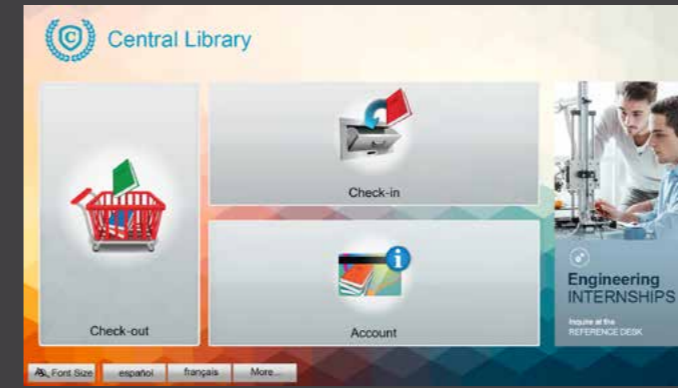 C
Central Library
Check-in
Check-out
Account
i
Engineering
INTERNSHIPS
Inquire at the
REFERENCE DESK
Font Size
español
français
More...